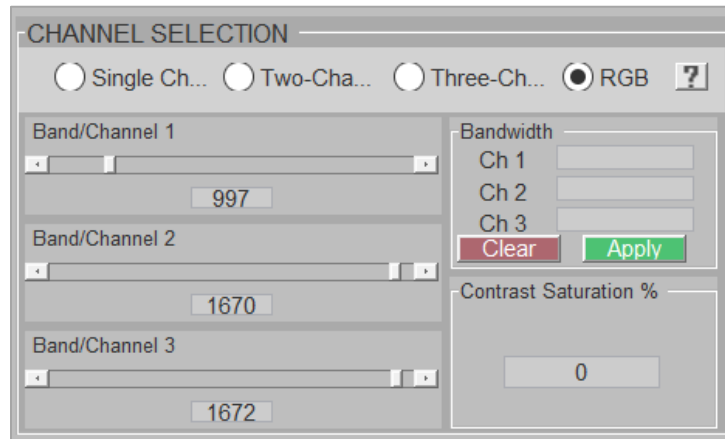 CHANNEL SELECTION
Single Ch... Two-Cha... Three-Ch... RGB ?
Band/Channel 1
997
Band/Channel 2
1670
Band/Channel 3
1672
Bandwidth
Ch 1
Ch 2
Ch 3
Clear Apply
Contrast Saturation %
0